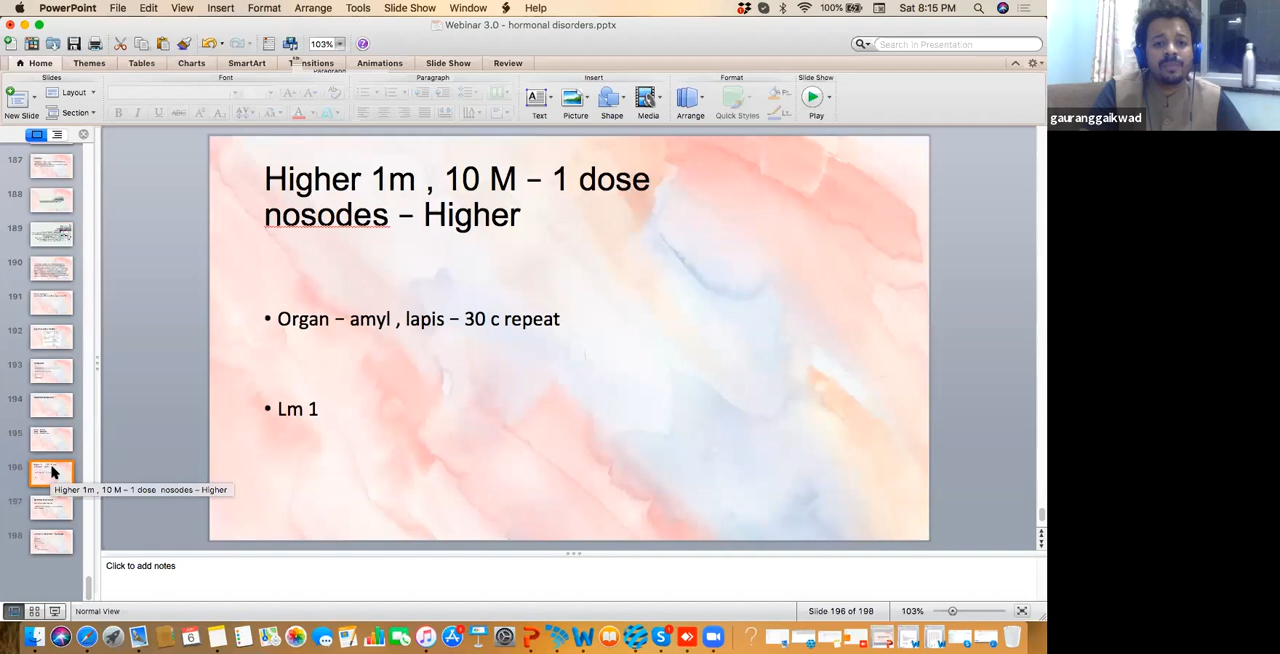 PowerPoint File Edit View Insert Format Arrange Tools Slide Show Window Help 100% Sat 8:15 PM
Webinar 3.0 - hormonal disorders.pptx
103% Search in Presentation
Home Themes Tables Charts SmartArt Transitions Animations Slide Show Review
Slides Font Paragraph Insert Format Slide Show
New Slide Layout Section B I U ABC Text Picture Shape Media Arrange Quick Styles Play
gauranggaikwad
187
188
189
190
191
192
193
194
195
196
197
198
Higher 1m , 10 M – 1 dose
nosodes – Higher
• Organ – amyl , lapis – 30 c repeat
• Lm 1
Higher 1m , 10 M – 1 dose nosodes – Higher
Click to add notes
Normal View Slide 196 of 198 103%